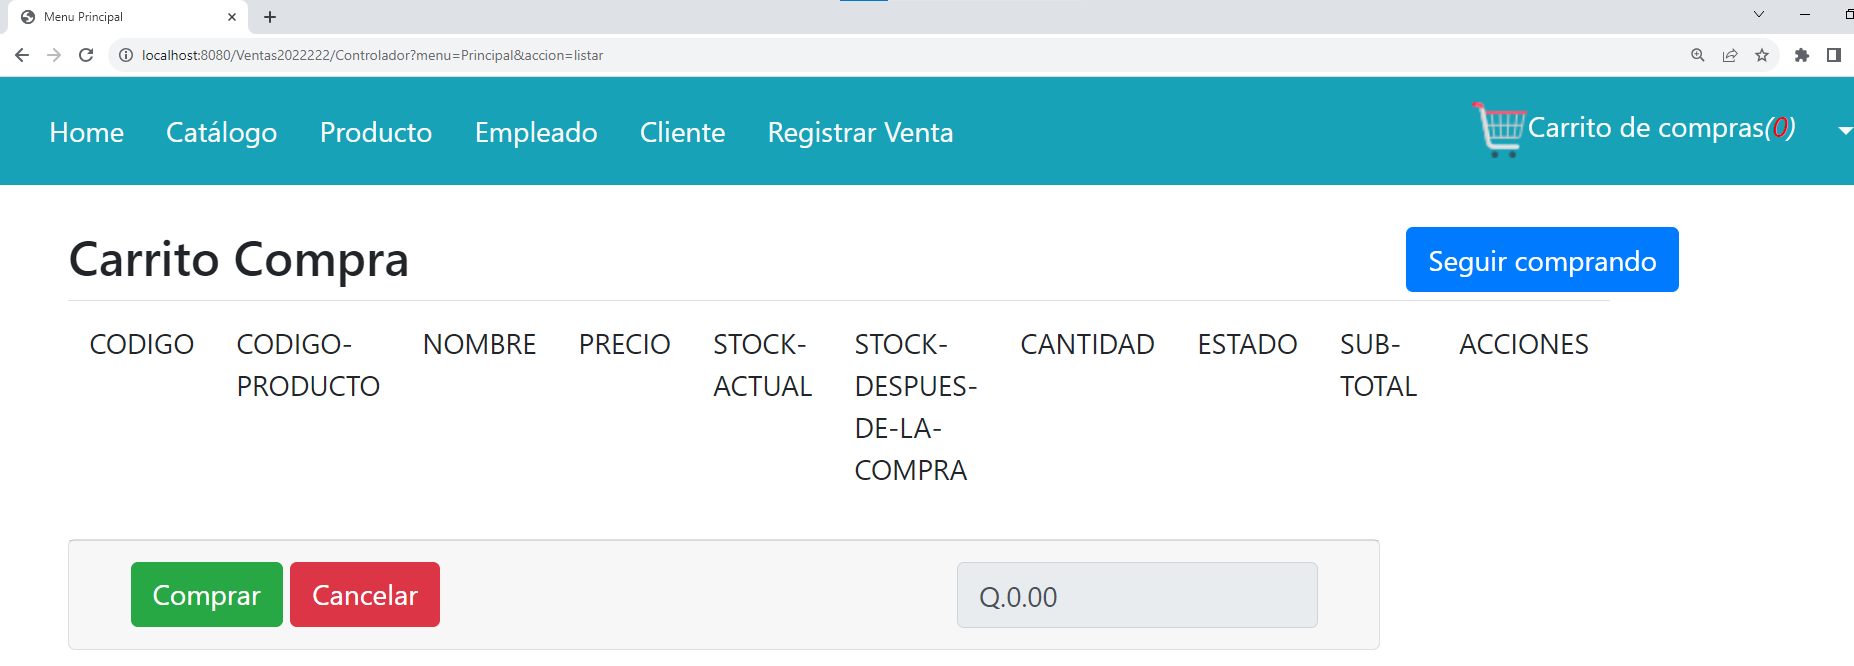 Menu Principal
localhost:8080/Ventas2022222/Controlador?menu=Principal&accion=listar
Home Catálogo Producto Empleado Cliente Registrar Venta Carrito de compras(0)
Carrito Compra Seguir comprando
CODIGO CODIGO- NOMBRE PRECIO STOCK- STOCK- CANTIDAD ESTADO SUB- ACCIONES
PRODUCTO ACTUAL DESPUES- TOTAL
DE-LA-
COMPRA
Comprar Cancelar Q.0.00